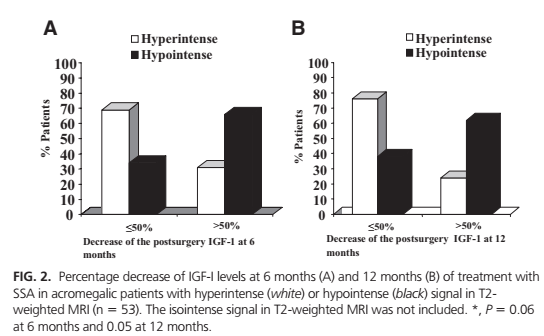 A
Hyperintense
Hypointense
% Patients
100
90
80
70
60
50
40
30
20
10
0
≤50%
>50%
Decrease of the postsurgery IGF-1 at 6
months
B
Hyperintense
Hypointense
% Patients
100
90
80
70
60
50
40
30
20
10
0
≤50%
>50%
Decrease of the postsurgery IGF-1 at 12
months
FIG. 2. Percentage decrease of IGF-I levels at 6 months (A) and 12 months (B) of treatment with
SSA in acromegalic patients with hyperintense (white) or hypointense (black) signal in T2-
weighted MRI (n = 53). The isointense signal in T2-weighted MRI was not included. *, P = 0.06
at 6 months and 0.05 at 12 months.